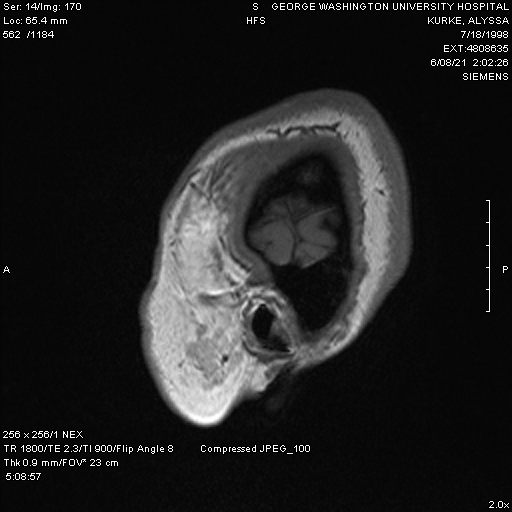 Ser: 14/Img: 170
Loc: 65.4 mm
562 /1184
S GEORGE WASHINGTON UNIVERSITY HOSPITAL
HFS
KURKE, ALYSSA
7/18/1998
EXT:4808635
6/08/21 2:02:26
SIEMENS
A
P
256 x 256/1 NEX
TR 1800/TE 2.3/TI 900/Flip Angle 8
Compressed JPEG_100
Thk 0.9 mm/FOV* 23 cm
5:08:57
2.0x